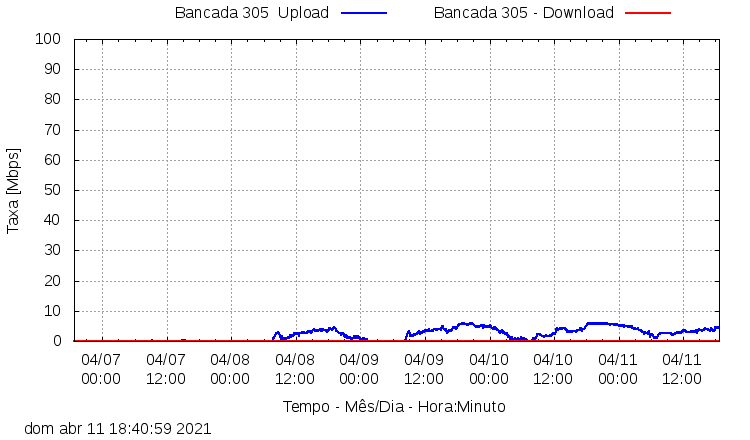 Bancada 305  Upload
Bancada 305 - Download
100
90
80
70
60
50
40
30
20
10
0
Taxa [Mbps]
04/07 04/07 04/08 04/08 04/09 04/09 04/10 04/10 04/11 04/11
00:00 12:00 00:00 12:00 00:00 12:00 00:00 12:00 00:00 12:00
Tempo - Mês/Dia - Hora:Minuto
dom abr 11 18:40:59 2021